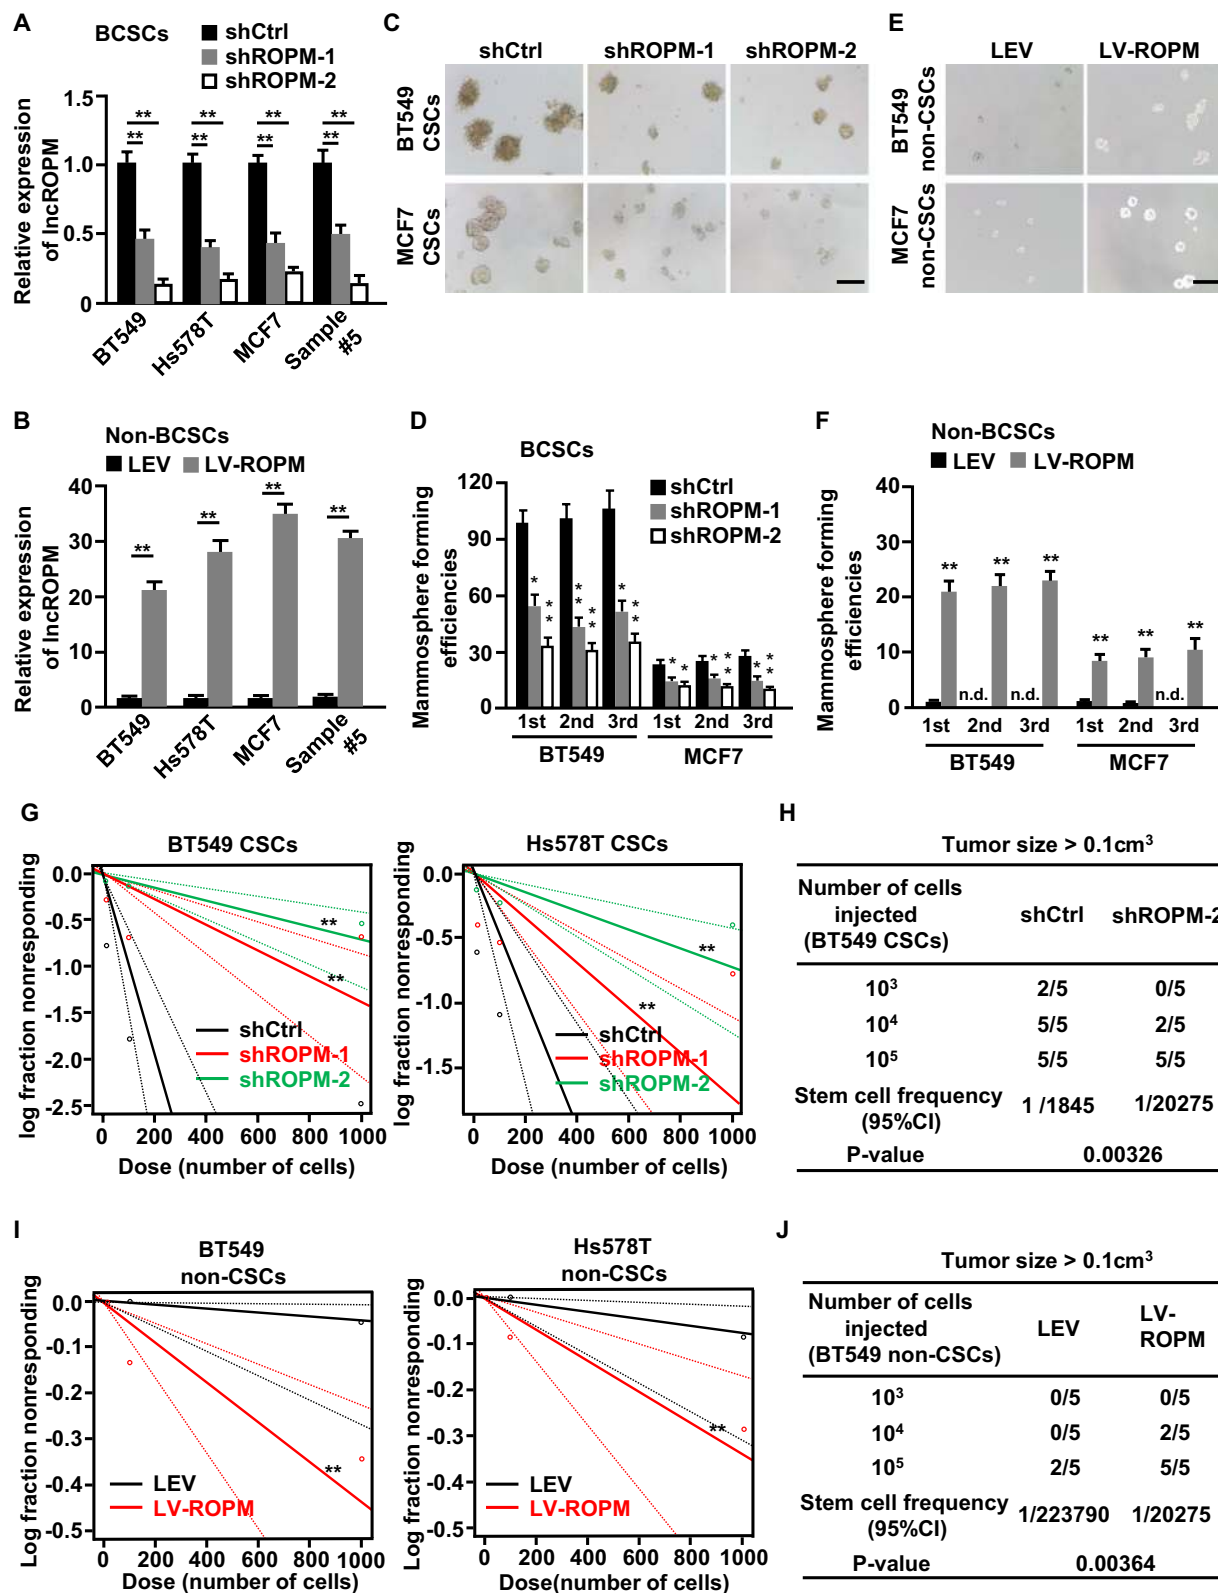 A
BCSCs
shCtrl
shROPM-1
shROPM-2
Relative expression
of lncROPM
1.5
1.0
0.5
0
** ** ** **
** ** ** **
BT549
Hs578T
MCF7
Sample
#5
B
Non-BCSCs
LEV LV-ROPM
Relative expression
of lncROPM
40
30
20
10
0
** ** ** **
BT549
Hs578T
MCF7
Sample
#5
C
shCtrl shROPM-1 shROPM-2
BT549
CSCs
MCF7
CSCs
D
BCSCs
shCtrl
shROPM-1
shROPM-2
Mammosphere forming
efficiencies
120
90
60
30
0
* ** ** ** * **
* * * ** * **
1st 2nd 3rd 1st 2nd 3rd
BT549 MCF7
E
LEV LV-ROPM
BT549
non-CSCs
MCF7
non-CSCs
F
Non-BCSCs
LEV LV-ROPM
Mammosphere forming
efficiencies
40
30
20
10
0
** ** ** ** ** **
n.d. n.d. n.d.
1st 2nd 3rd 1st 2nd 3rd
BT549 MCF7
G
BT549 CSCs
log fraction nonresponding
0.0
-0.5
-1.0
-1.5
-2.0
-2.5
**
**
shCtrl
shROPM-1
shROPM-2
0 200 400 600 800 1000
Dose (number of cells)
Hs578T CSCs
log fraction nonresponding
0.0
-0.5
-1.0
-1.5
**
**
shCtrl
shROPM-1
shROPM-2
0 200 400 600 800 1000
Dose (number of cells)
H
Tumor size > 0.1cm³
Number of cells
injected
(BT549 CSCs)
shCtrl shROPM-2
10³ 2/5 0/5
10⁴ 5/5 2/5
10⁵ 5/5 5/5
Stem cell frequency
(95%CI)
1 /1845 1/20275
P-value 0.00326
I
BT549
non-CSCs
Log fraction nonresponding
0.0
-0.1
-0.2
-0.3
-0.4
-0.5
**
LEV
LV-ROPM
0 200 400 600 800 1000
Dose (number of cells)
Hs578T
non-CSCs
Log fraction nonresponding
0.0
-0.1
-0.2
-0.3
-0.4
-0.5
**
LEV
LV-ROPM
0 200 400 600 800 1000
Dose(number of cells)
J
Tumor size > 0.1cm³
Number of cells
injected
(BT549 non-CSCs)
LEV
LV-
ROPM
10³ 0/5 0/5
10⁴ 0/5 2/5
10⁵ 2/5 5/5
Stem cell frequency
(95%CI)
1/223790 1/20275
P-value 0.00364